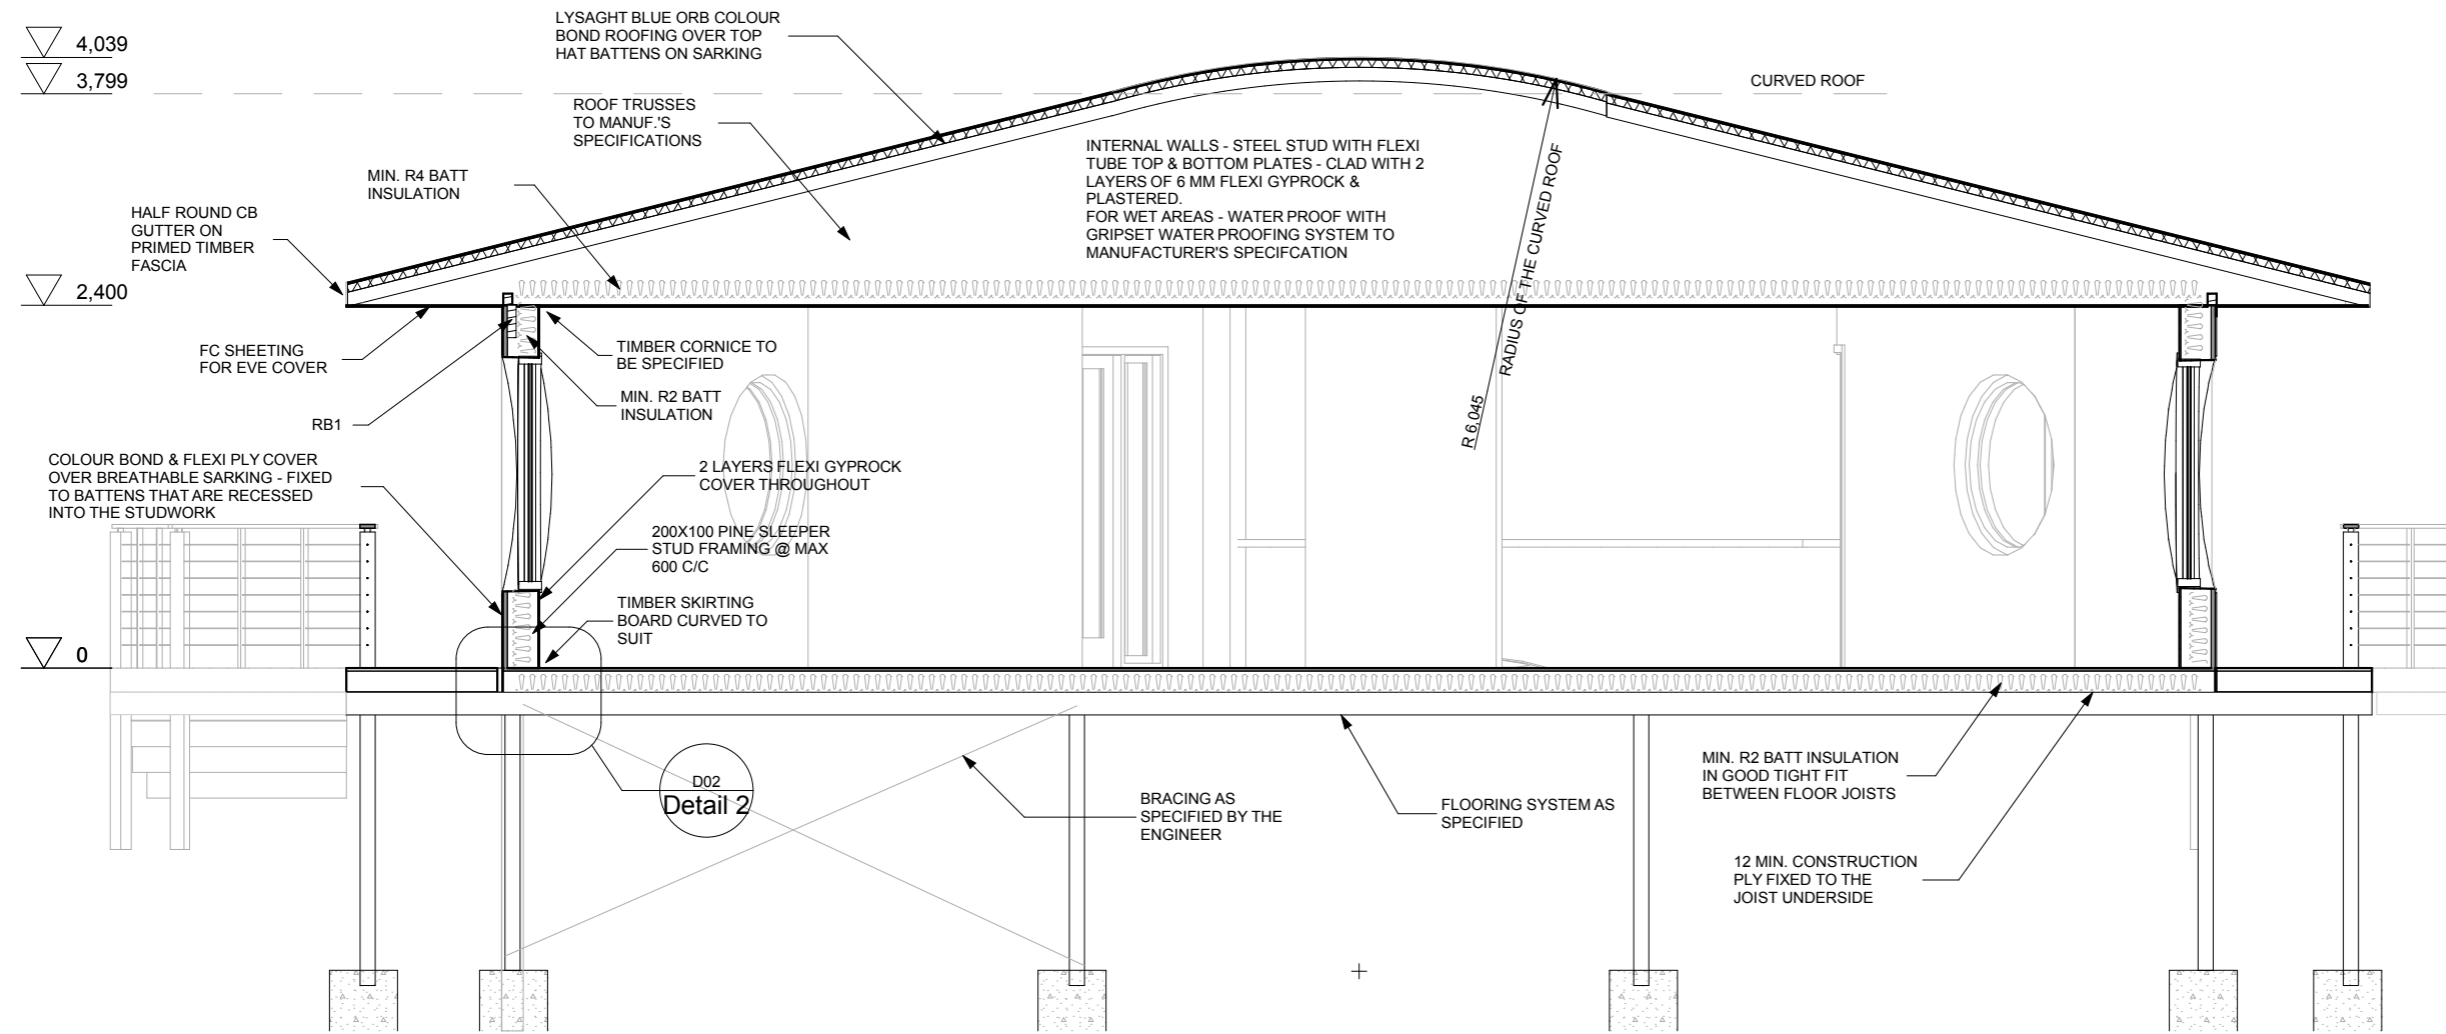 4,039
3,799
2,400
0
LYSAGHT BLUE ORB COLOUR
BOND ROOFING OVER TOP
HAT BATTENS ON SARKING
ROOF TRUSSES
TO MANUF.'S
SPECIFICATIONS
MIN. R4 BATT
INSULATION
HALF ROUND CB
GUTTER ON
PRIMED TIMBER
FASCIA
CURVED ROOF
INTERNAL WALLS - STEEL STUD WITH FLEXI
TUBE TOP & BOTTOM PLATES - CLAD WITH 2
LAYERS OF 6 MM FLEXI GYPROCK &
PLASTERED.
FOR WET AREAS - WATER PROOF WITH
GRIPSET WATER PROOFING SYSTEM TO
MANUFACTURER'S SPECIFCATION
R 6,045
RADIUS OF THE CURVED ROOF
FC SHEETING
FOR EVE COVER
RB1
TIMBER CORNICE TO
BE SPECIFIED
MIN. R2 BATT
INSULATION
COLOUR BOND & FLEXI PLY COVER
OVER BREATHABLE SARKING - FIXED
TO BATTENS THAT ARE RECESSED
INTO THE STUDWORK
2 LAYERS FLEXI GYPROCK
COVER THROUGHOUT
200X100 PINE SLEEPER
STUD FRAMING @ MAX
600 C/C
TIMBER SKIRTING
BOARD CURVED TO
SUIT
D02
Detail 2
BRACING AS
SPECIFIED BY THE
ENGINEER
FLOORING SYSTEM AS
SPECIFIED
MIN. R2 BATT INSULATION
IN GOOD TIGHT FIT
BETWEEN FLOOR JOISTS
12 MIN. CONSTRUCTION
PLY FIXED TO THE
JOIST UNDERSIDE